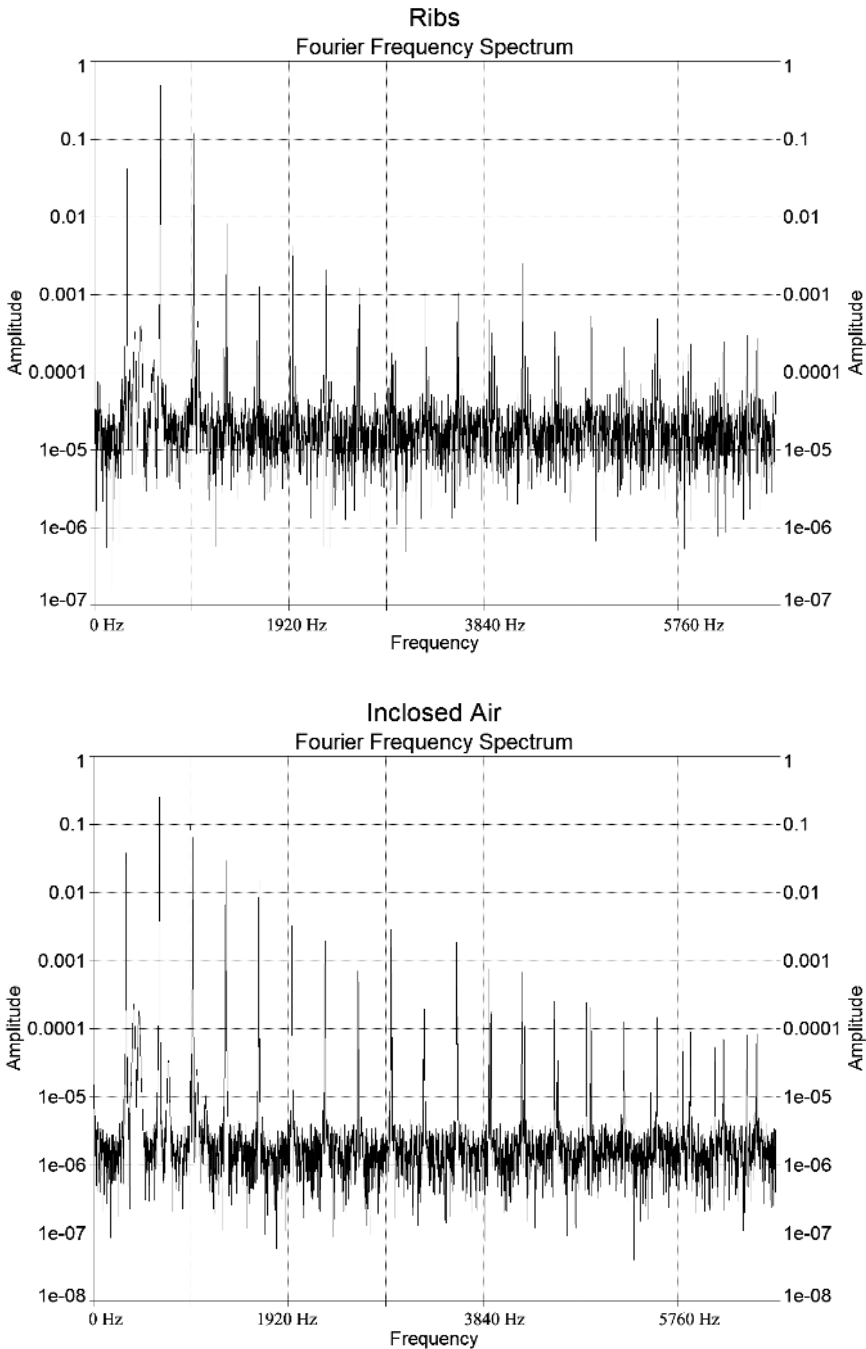 Ribs
Fourier Frequency Spectrum
1 1
0.1 0.1
0.01 0.01
Amplitude 0.001 0.001 Amplitude
0.0001 0.0001
1e-05 1e-05
1e-06 1e-06
1e-07 1e-07
0 Hz 1920 Hz 3840 Hz 5760 Hz
Frequency
Inclosed Air
Fourier Frequency Spectrum
1 1
0.1 0.1
0.01 0.01
0.001 0.001
Amplitude 0.0001 0.0001 Amplitude
1e-05 1e-05
1e-06 1e-06
1e-07 1e-07
1e-08 1e-08
0 Hz 1920 Hz 3840 Hz 5760 Hz
Frequency